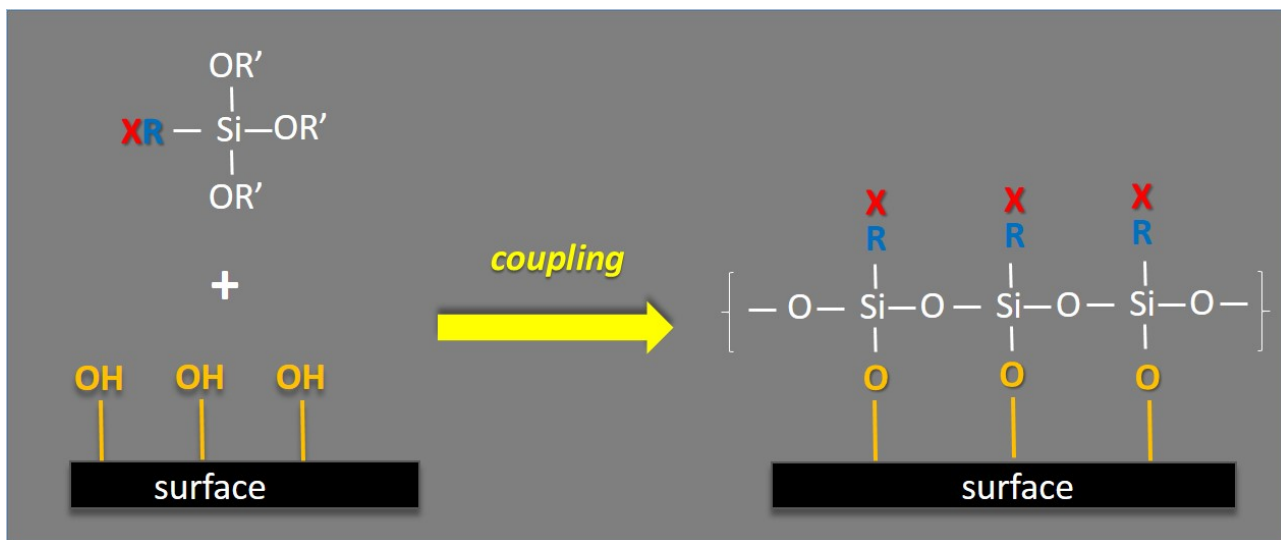 OR’
XR — Si — OR’
OR’
+
coupling
OH OH OH
surface
X X X
R R R
— O — Si — O — Si — O — Si — O —
O O O
surface